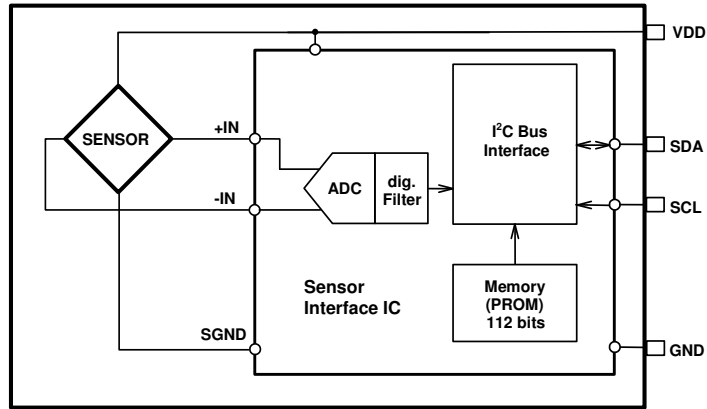 VDD
SENSOR
+IN
-IN
ADC
dig.
Filter
I²C Bus
Interface
SDA
SCL
Sensor
Interface IC
Memory
(PROM)
112 bits
SGND
GND